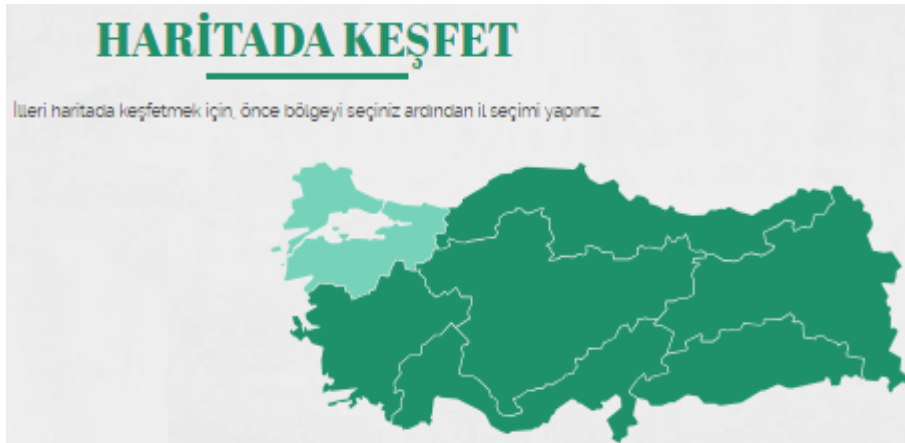 HARİTADA KEŞFET
İlleri haritada keşfetmek için, önce bölgeyi seçiniz ardından il seçimi yapınız.